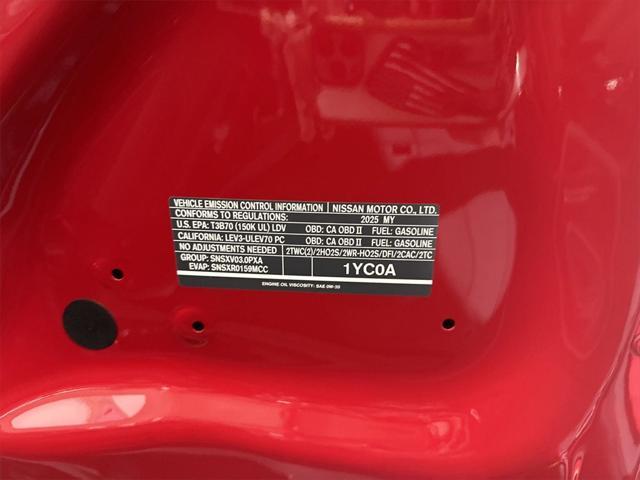 VEHICLE EMISSION CONTROL INFORMATION NISSAN MOTOR CO., LTD.
CONFORMS TO REGULATIONS: 2025 MY
U.S. EPA: T3B70 (150K UL) LDV OBD: CA OBD II FUEL: GASOLINE
CALIFORNIA: LEV3-ULEV70 PC OBD: CA OBD II FUEL: GASOLINE
NO ADJUSTMENTS NEEDED 2TWC(2)/2HO2S/2WR-HO2S/DFI/2CAC/2TC
GROUP: SNSXV03.0PXA
EVAP: SNSXR0159MCC
1YC0A
ENGINE OIL VISCOSITY: SAE 0W-30